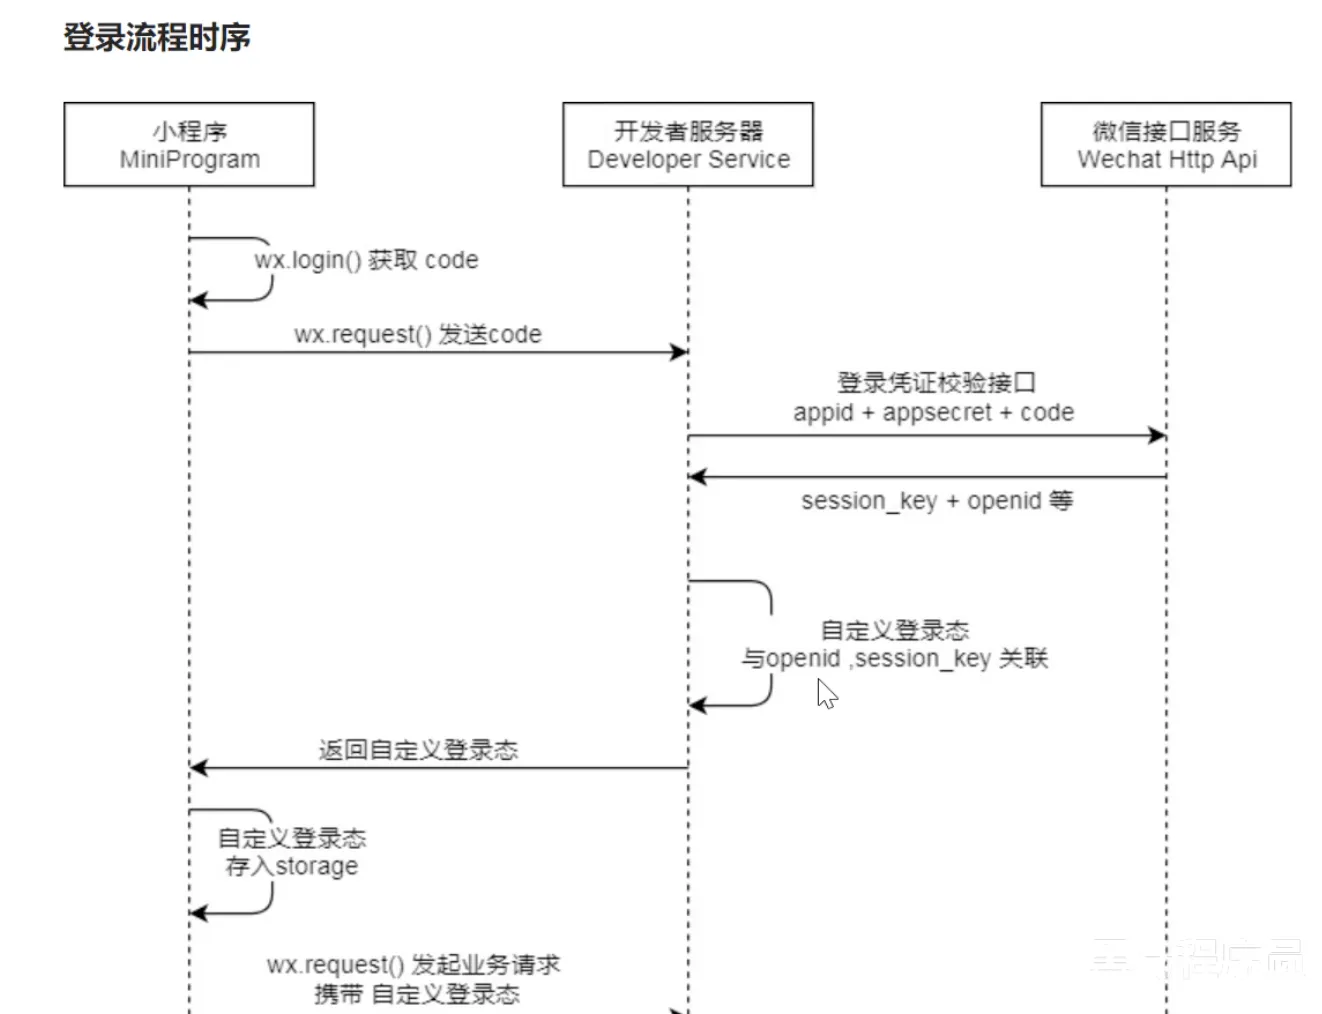 登录流程时序
小程序
MiniProgram
开发者服务器
Developer Service
微信接口服务
Wechat Http Api
wx.login() 获取 code
wx.request() 发送code
登录凭证校验接口
appid + appsecret + code
session_key + openid 等
自定义登录态
与openid ,session_key 关联
返回自定义登录态
自定义登录态
存入storage
wx.request() 发起业务请求
携带 自定义登录态
程序员